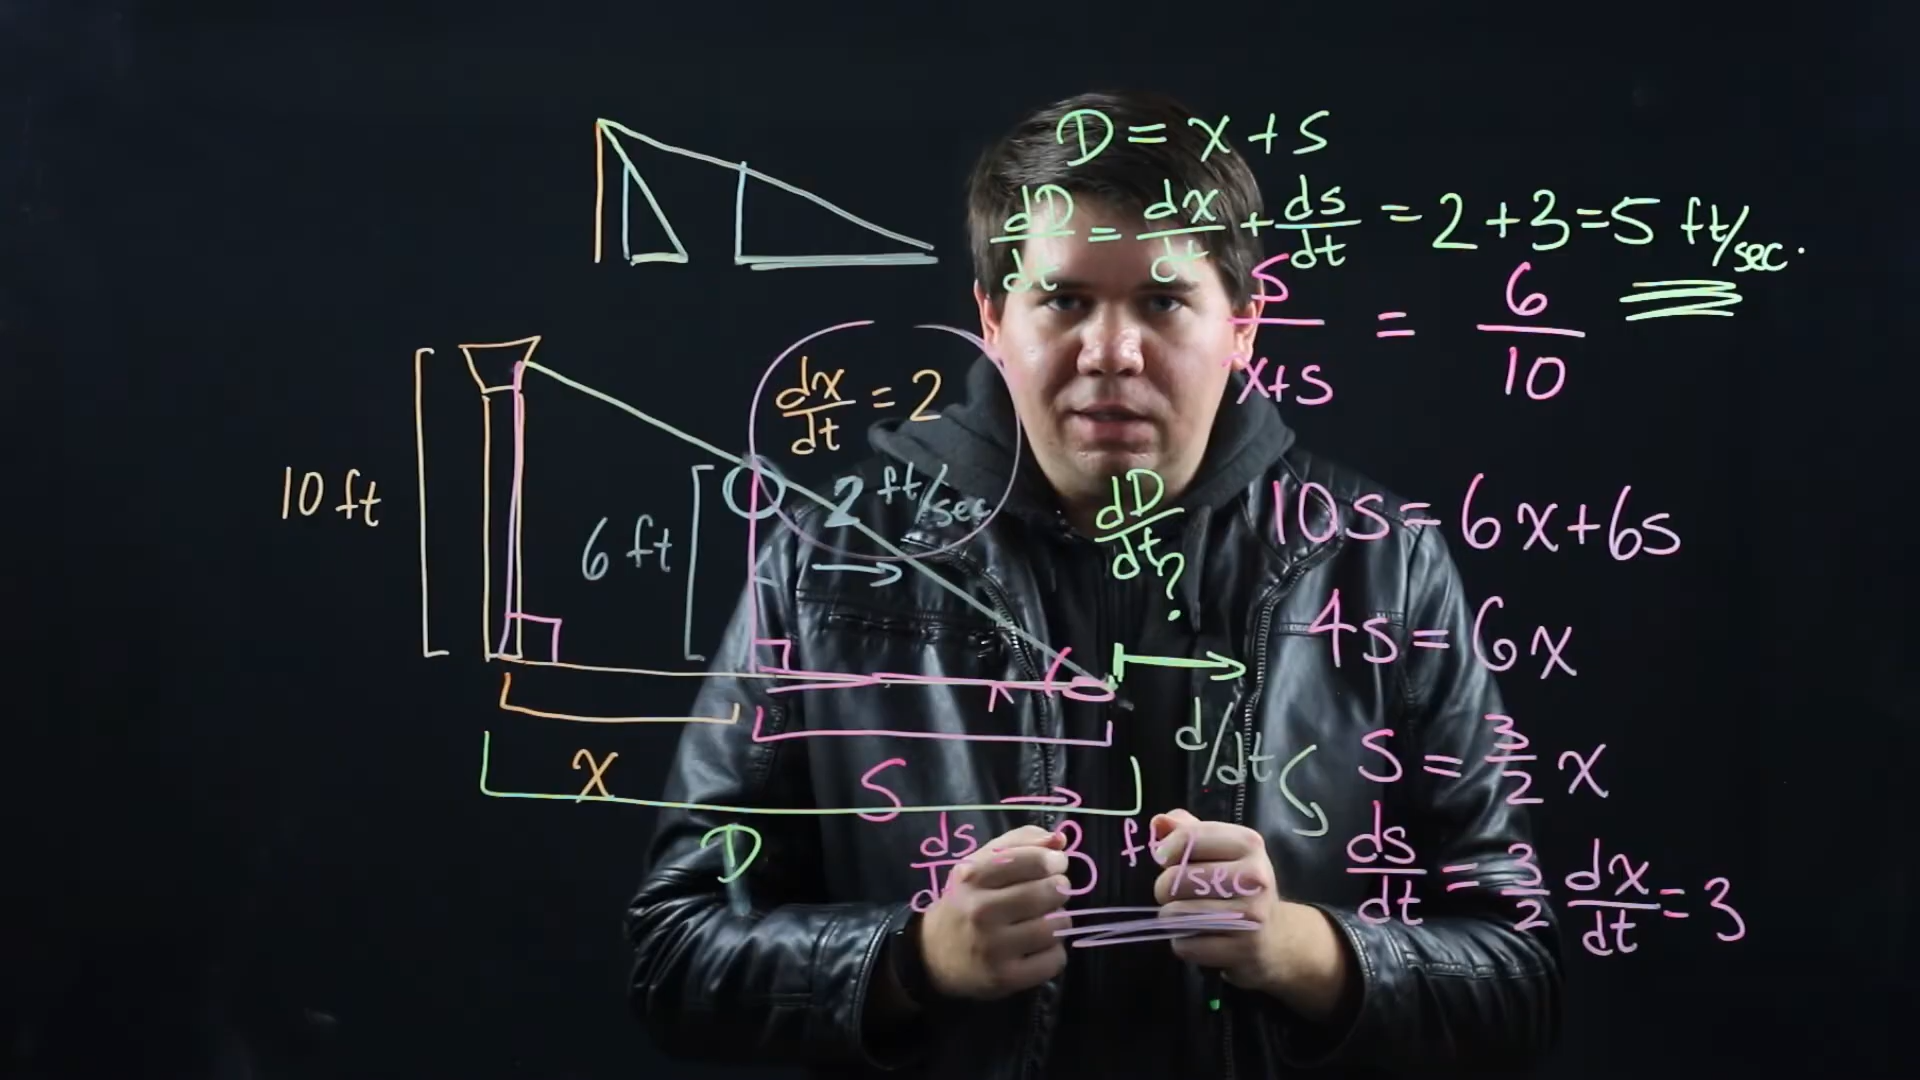 D = x + s
dD/dt = dx/dt + ds/dt = 2 + 3 = 5 ft/sec.
s/x+s = 6/10
dx/dt = 2
10 ft
6 ft
2 ft/sec
dD/dt?
10s = 6x + 6s
4s = 6x
d/dt
s = 3/2 x
x
s
D
ds/dt = 3 ft/sec
ds/dt = 3/2 dx/dt = 3